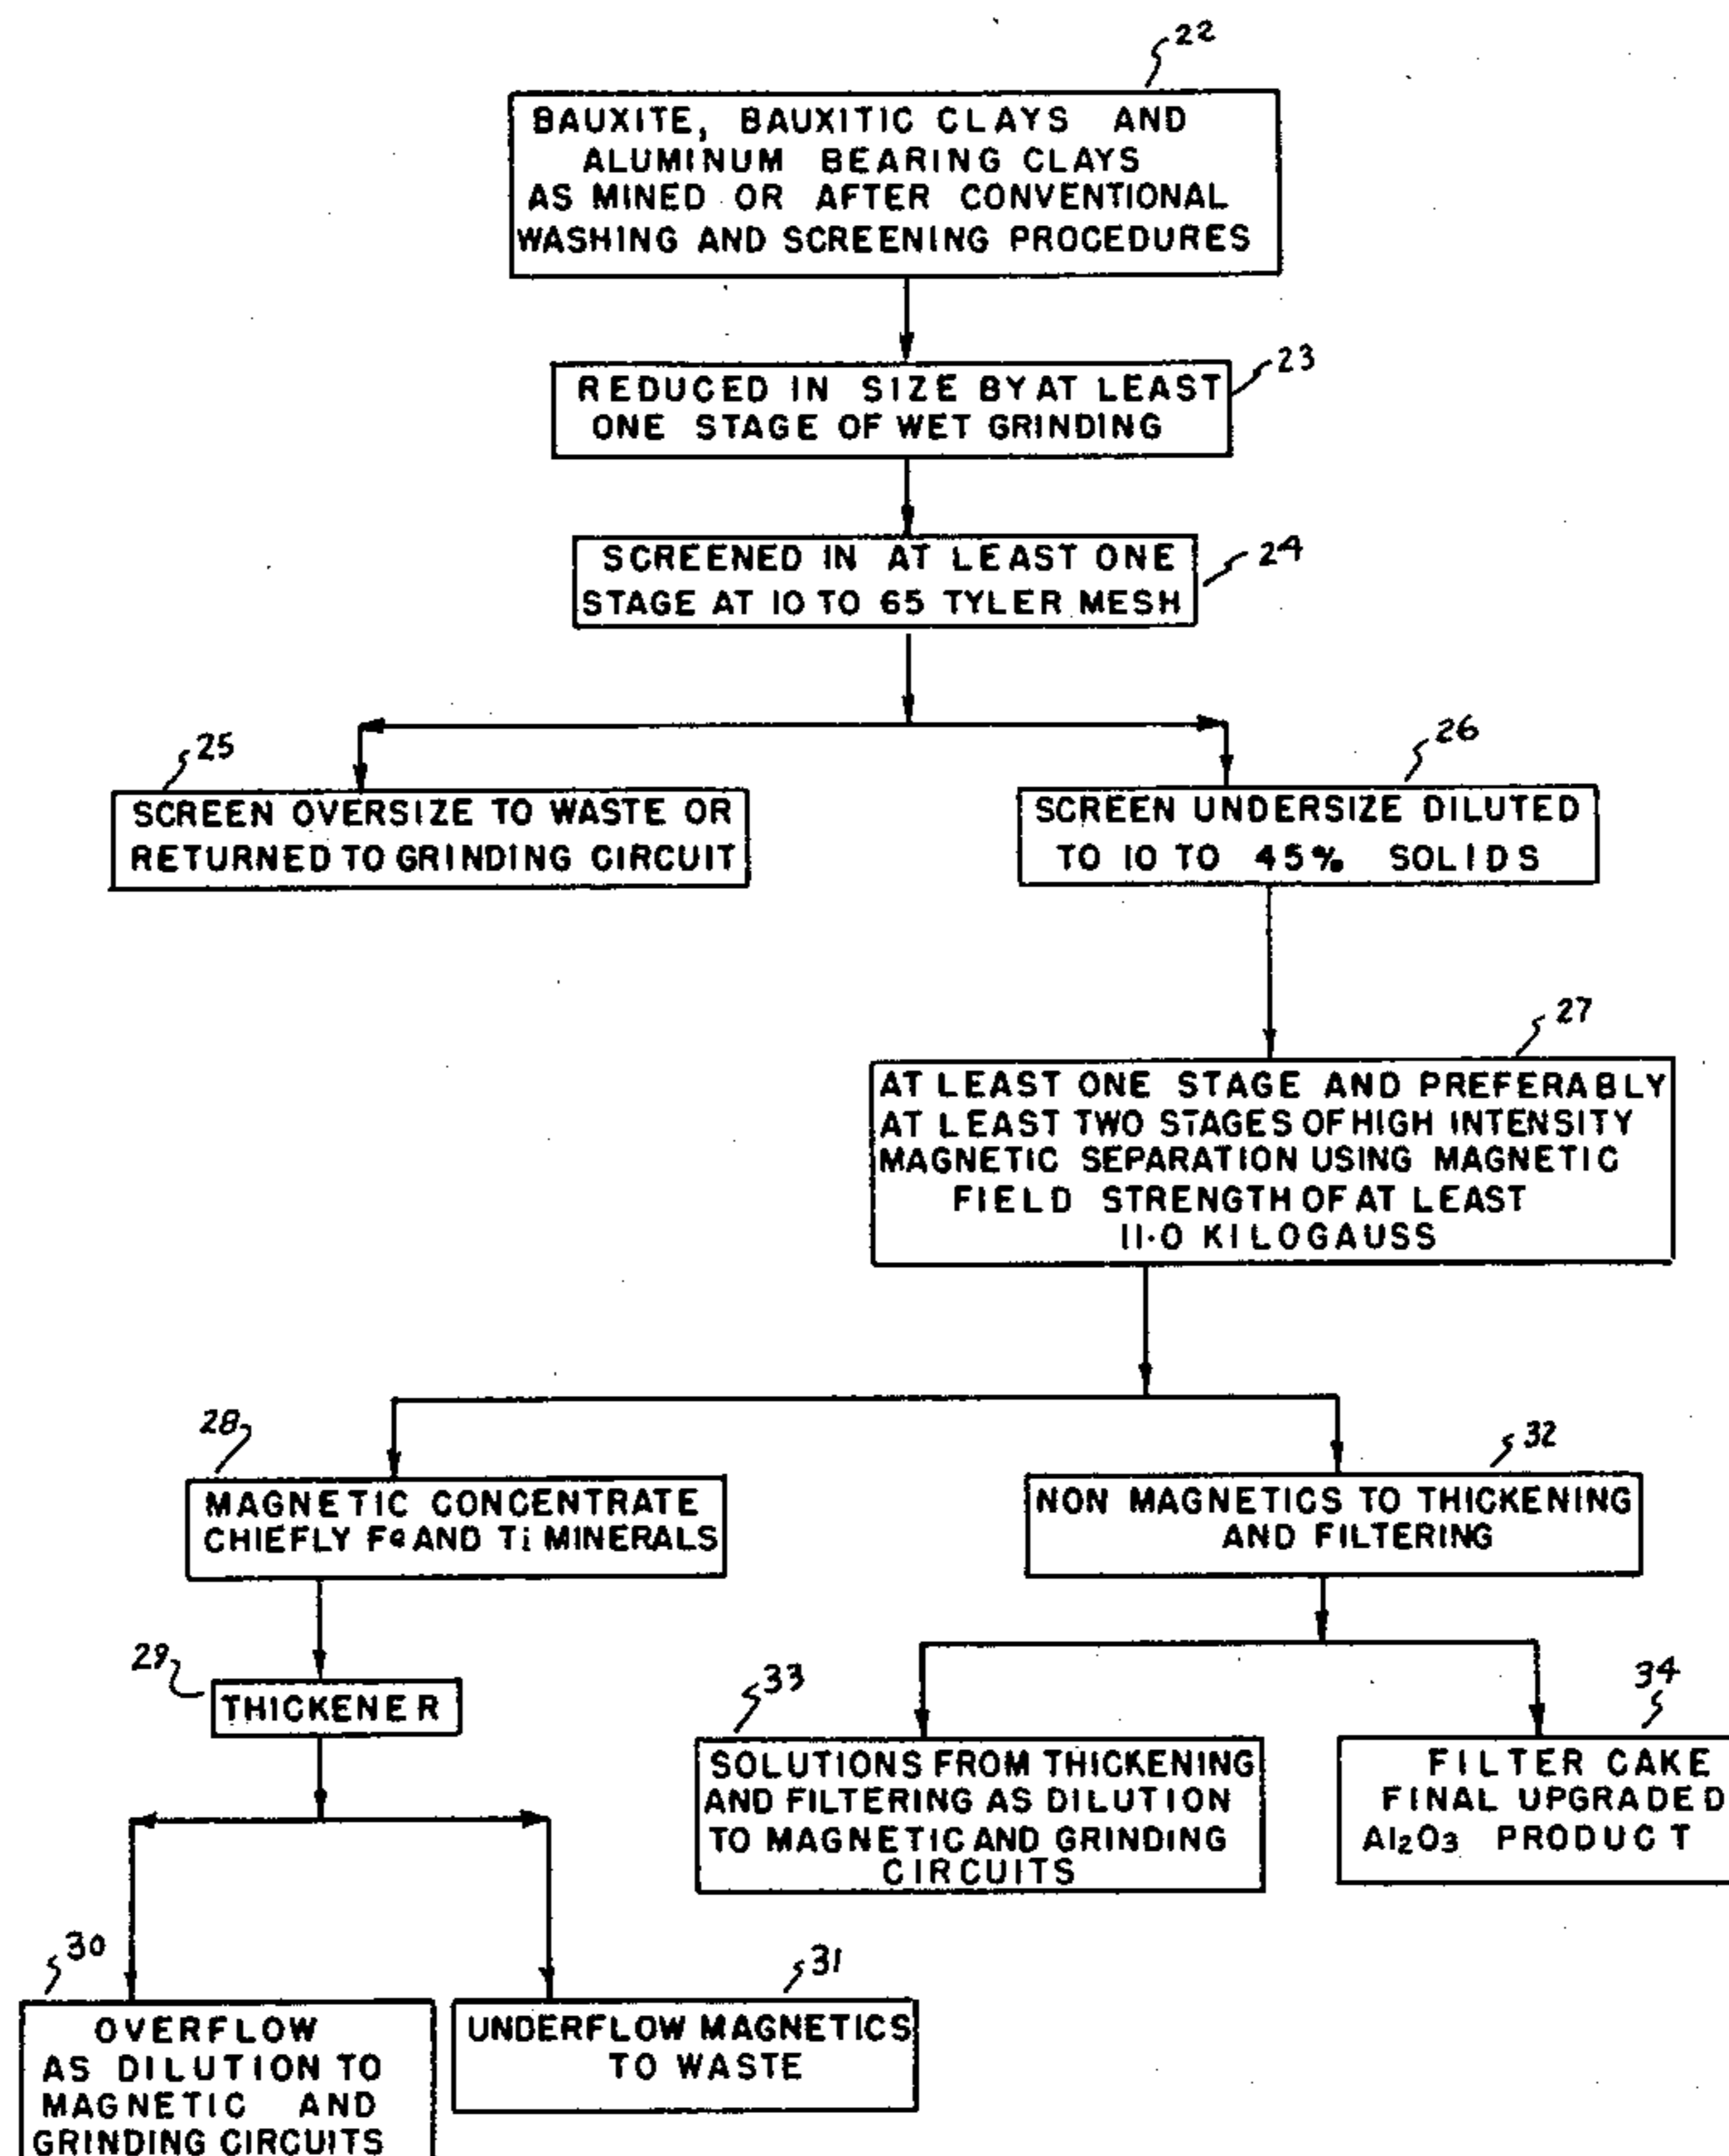 22
BAUXITE, BAUXITIC CLAYS AND
ALUMINUM BEARING CLAYS
AS MINED OR AFTER CONVENTIONAL
WASHING AND SCREENING PROCEDURES
23
REDUCED IN SIZE BY AT LEAST
ONE STAGE OF WET GRINDING
24
SCREENED IN AT LEAST ONE
STAGE AT 10 TO 65 TYLER MESH
25
SCREEN OVERSIZE TO WASTE OR
RETURNED TO GRINDING CIRCUIT
26
SCREEN UNDERSIZE DILUTED
TO 10 TO 45% SOLIDS
27
AT LEAST ONE STAGE AND PREFERABLY
AT LEAST TWO STAGES OF HIGH INTENSITY
MAGNETIC SEPARATION USING MAGNETIC
FIELD STRENGTH OF AT LEAST
11.0 KILOGAUSS
28
MAGNETIC CONCENTRATE
CHIEFLY Fe AND Ti MINERALS
32
NON MAGNETICS TO THICKENING
AND FILTERING
29
THICKENER
33
SOLUTIONS FROM THICKENING
AND FILTERING AS DILUTION
TO MAGNETIC AND GRINDING
CIRCUITS
34
FILTER CAKE
FINAL UPGRADED
Al₂O₃ PRODUCT
30
OVERFLOW
AS DILUTION TO
MAGNETIC AND
GRINDING CIRCUITS
31
UNDERFLOW MAGNETICS
TO WASTE